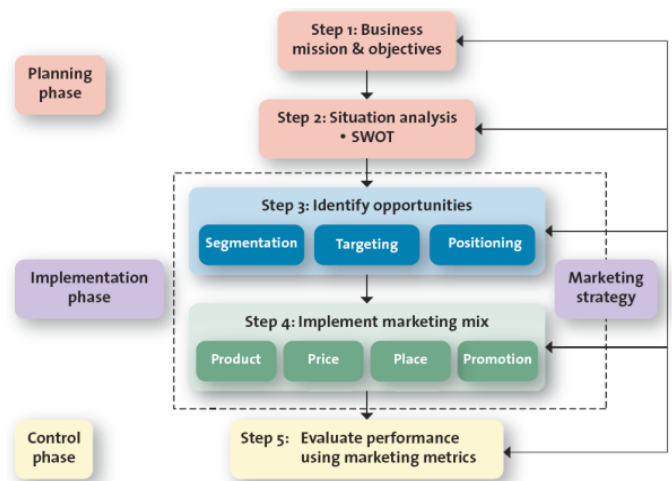 Step 1: Business
mission & objectives
Planning
phase
Step 2: Situation analysis
• SWOT
Step 3: Identify opportunities
Segmentation
Targeting
Positioning
Implementation
phase
Marketing
strategy
Step 4: Implement marketing mix
Product
Price
Place
Promotion
Control
phase
Step 5: Evaluate performance
using marketing metrics